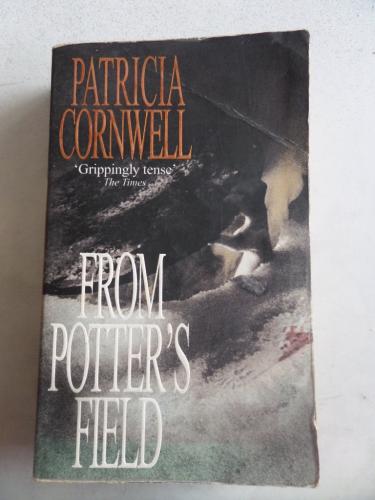 PATRICIA
CORNWELL
'Grippingly tense'
The Times
FROM
POTTER'S
FIELD